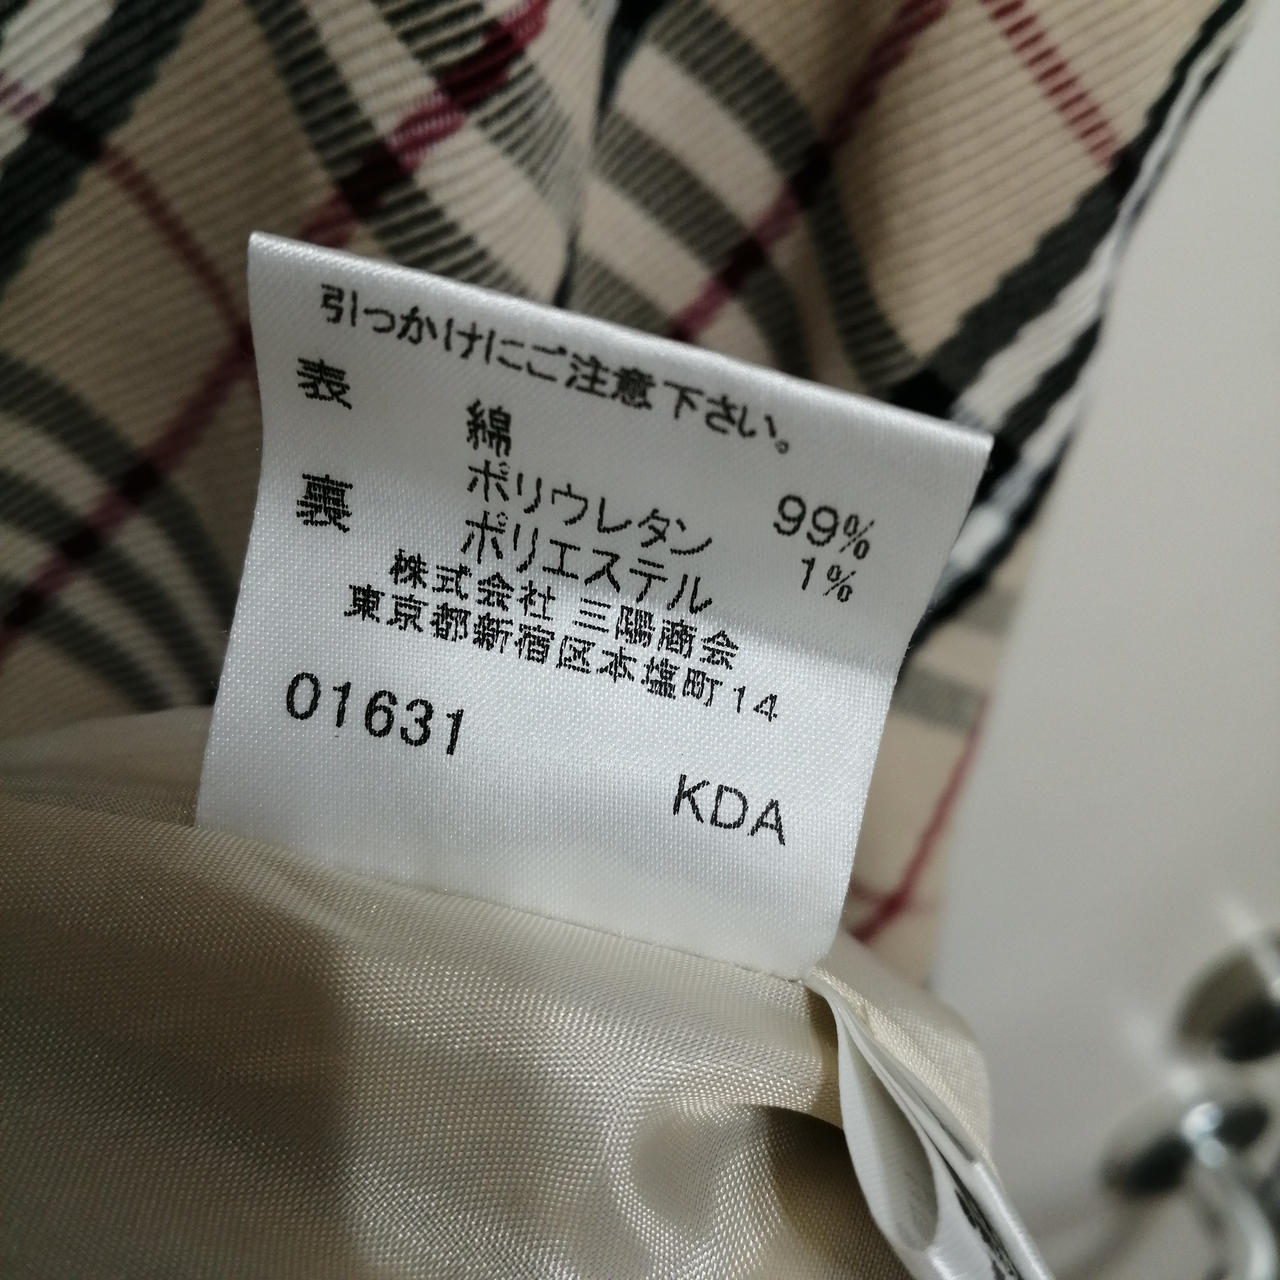 引っかけにご注意下さい。
表 綿 99%
ポリウレタン 1%
裏 ポリエステル
株式会社 三陽商会
東京都新宿区本塩町14
01631
KDA